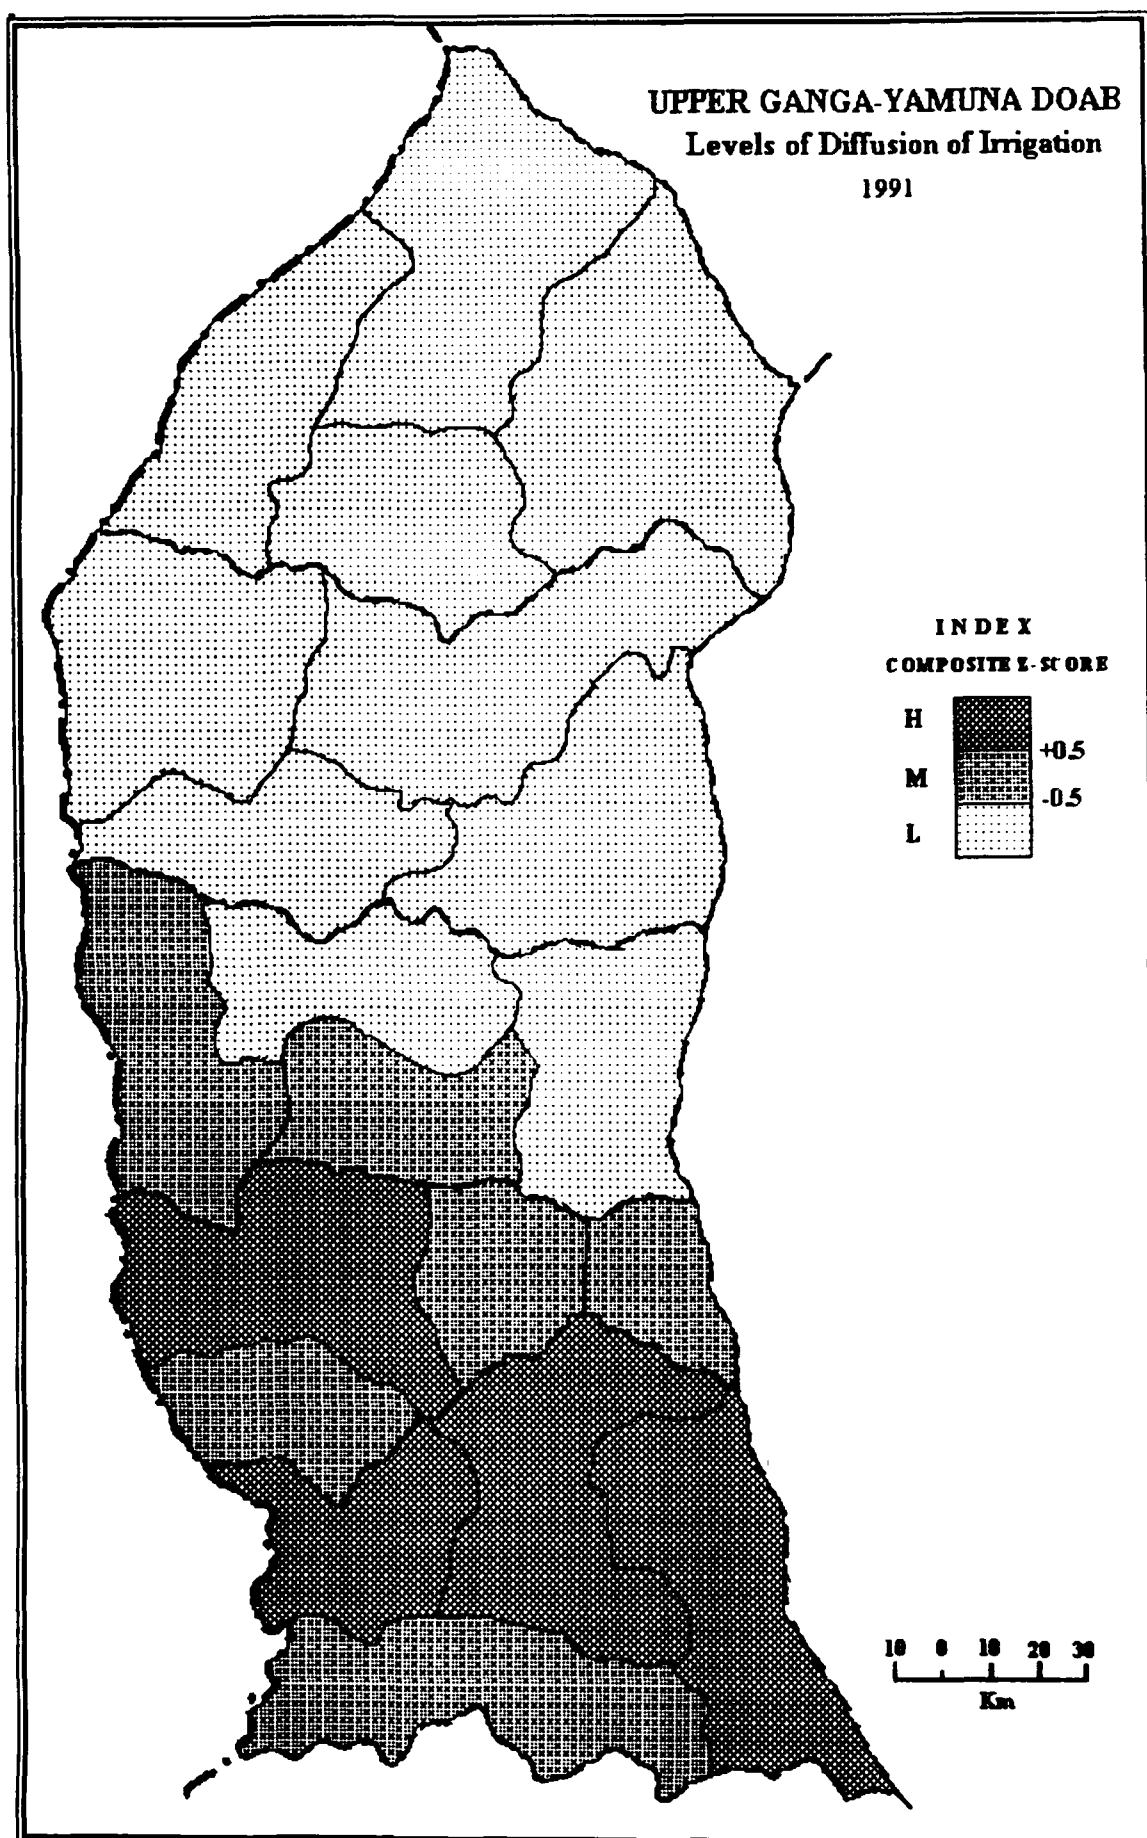 UPPER GANGA-YAMUNA DOAB
Levels of Diffusion of Irrigation
1991
INDEX
COMPOSITE Z-SCORE
H
+0.5
M
-0.5
L
10 0 10 20 30
Km